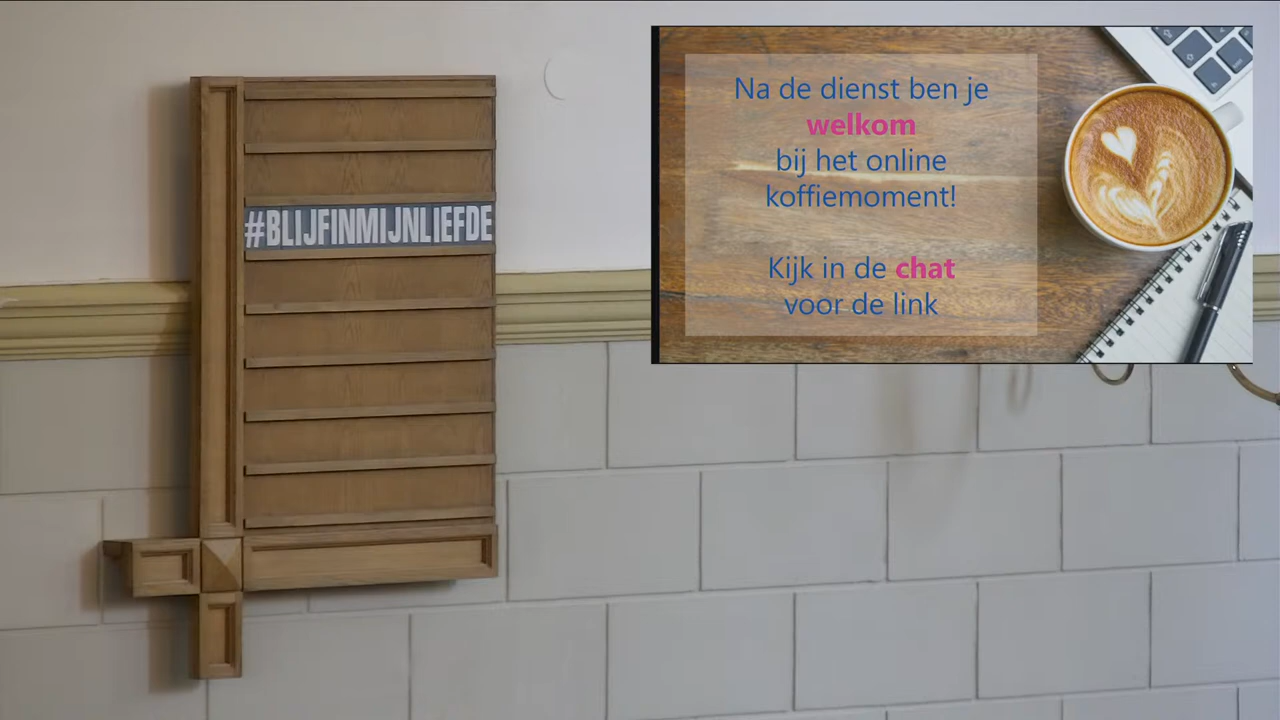 #BLIJFINMIJNLIEFDE
Na de dienst ben je
welkom
bij het online
koffiemoment!
Kijk in de chat
voor de link